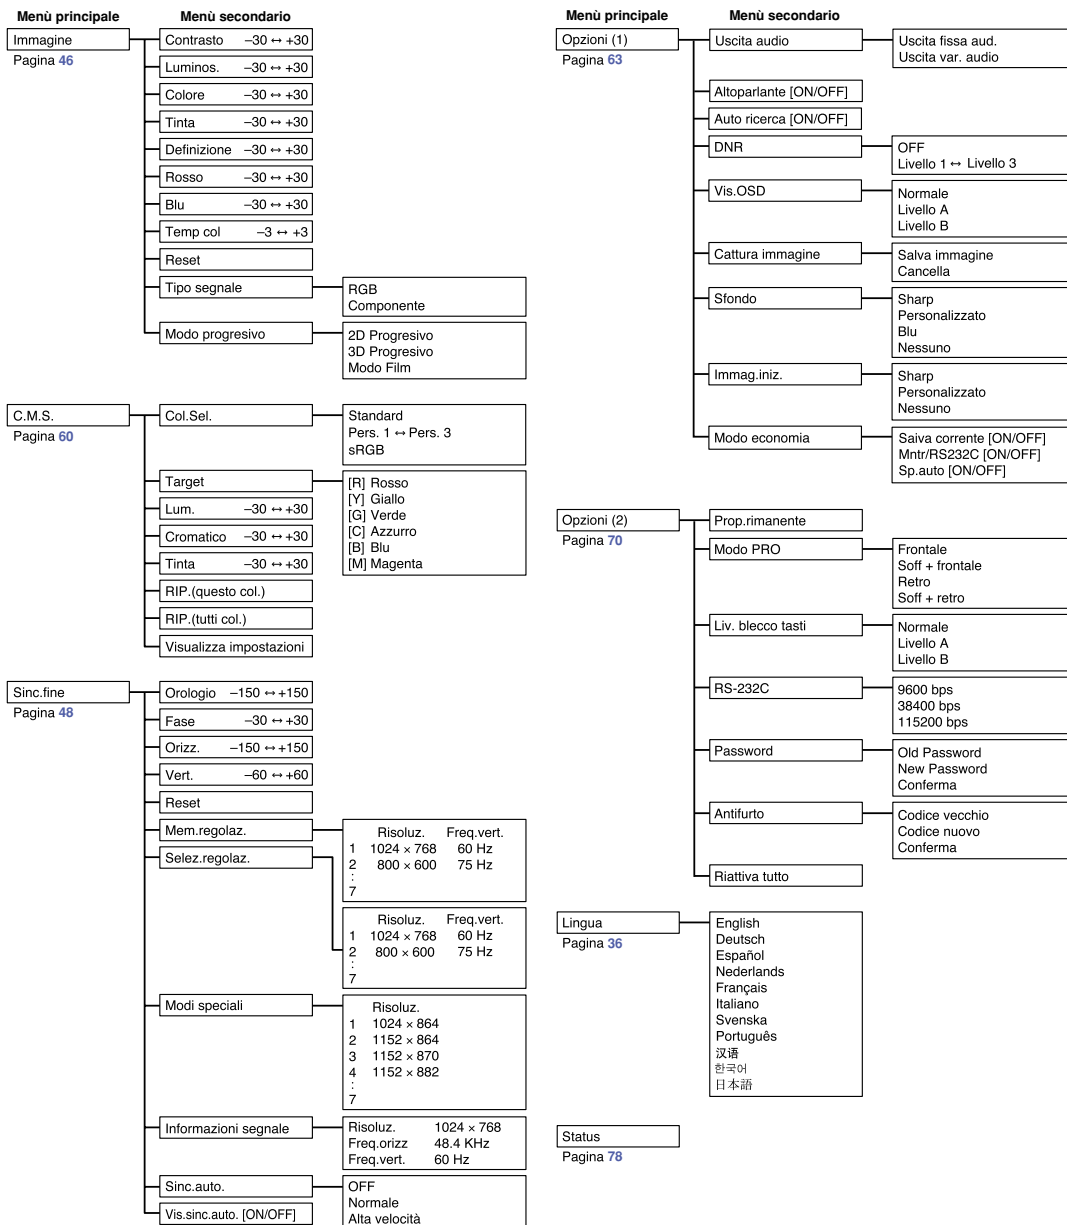 Menù principale Menù secondario
Immagine
Pagina 46
Contrasto −30 ↔ +30
Luminos. −30 ↔ +30
Colore −30 ↔ +30
Tinta −30 ↔ +30
Definizione −30 ↔ +30
Rosso −30 ↔ +30
Blu −30 ↔ +30
Temp col −3 ↔ +3
Reset
Tipo segnale
RGB
Componente
Modo progresivo
2D Progresivo
3D Progresivo
Modo Film
C.M.S.
Pagina 60
Col.Sel.
Standard
Pers. 1 ↔ Pers. 3
sRGB
Target
[R] Rosso
[Y] Giallo
[G] Verde
[C] Azzurro
[B] Blu
[M] Magenta
Lum. −30 ↔ +30
Cromatico −30 ↔ +30
Tinta −30 ↔ +30
RIP.(questo col.)
RIP.(tutti col.)
Visualizza impostazioni
Sinc.fine
Pagina 48
Orologio −150 ↔ +150
Fase −30 ↔ +30
Orizz. −150 ↔ +150
Vert. −60 ↔ +60
Reset
Mem.regolaz.
Risoluz. Freq.vert.
1 1024 × 768 60 Hz
2 800 × 600 75 Hz
:
7
Selez.regolaz.
Risoluz. Freq.vert.
1 1024 × 768 60 Hz
2 800 × 600 75 Hz
:
7
Modi speciali
Risoluz.
1 1024 × 864
2 1152 × 864
3 1152 × 870
4 1152 × 882
:
7
Informazioni segnale
Risoluz. 1024 × 768
Freq.orizz 48.4 KHz
Freq.vert. 60 Hz
Sinc.auto.
OFF
Normale
Alta velocità
Vis.sinc.auto. [ON/OFF]
Menù principale Menù secondario
Opzioni (1)
Pagina 63
Uscita audio
Uscita fissa aud.
Uscita var. audio
Altoparlante [ON/OFF]
Auto ricerca [ON/OFF]
DNR
OFF
Livello 1 ↔ Livello 3
Vis.OSD
Normale
Livello A
Livello B
Cattura immagine
Salva immagine
Cancella
Sfondo
Sharp
Personalizzato
Blu
Nessuno
Immag.iniz.
Sharp
Personalizzato
Nessuno
Modo economia
Saiva corrente [ON/OFF]
Mntr/RS232C [ON/OFF]
Sp.auto [ON/OFF]
Opzioni (2)
Pagina 70
Prop.rimanente
Modo PRO
Frontale
Soff + frontale
Retro
Soff + retro
Liv. blecco tasti
Normale
Livello A
Livello B
RS-232C
9600 bps
38400 bps
115200 bps
Password
Old Password
New Password
Conferma
Antifurto
Codice vecchio
Codice nuovo
Conferma
Riattiva tutto
Lingua
Pagina 36
English
Deutsch
Español
Nederlands
Français
Italiano
Svenska
Português
汉语
한국어
日本語
Status
Pagina 78